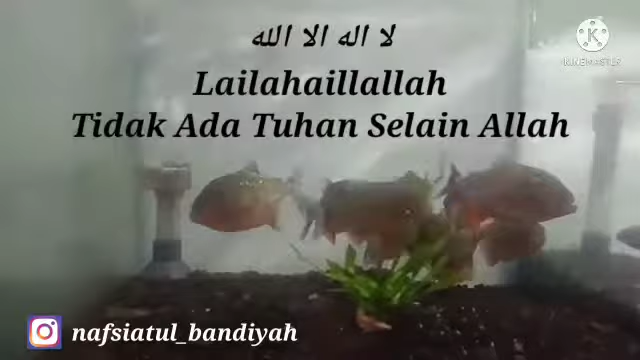 لا اله الا الله
Lailahaillallah
Tidak Ada Tuhan Selain Allah
KINEMASTER
nafsiatul_bandiyah